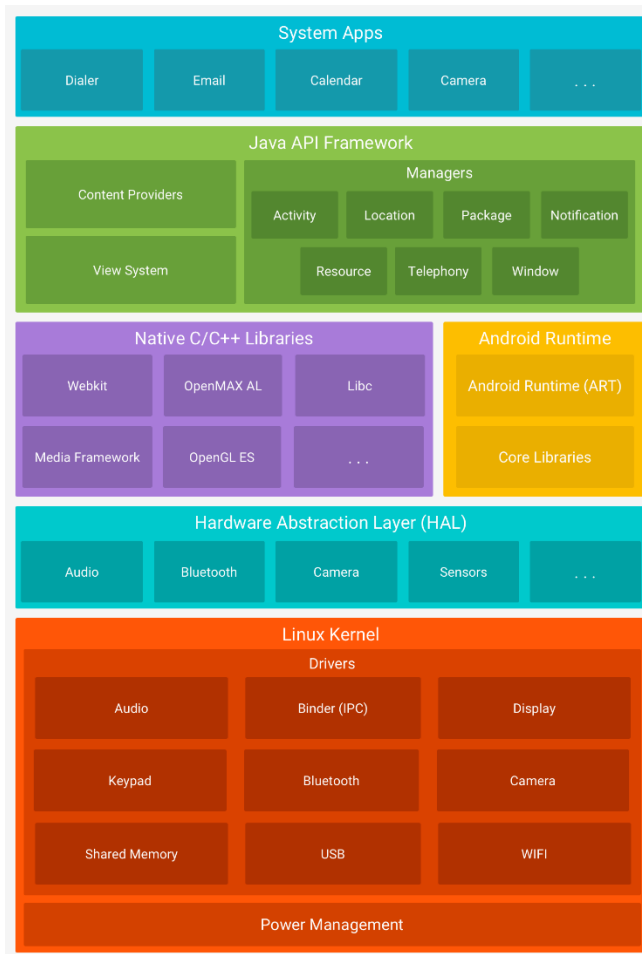 System Apps
Dialer
Email
Calendar
Camera
. . .
Java API Framework
Content Providers
View System
Managers
Activity
Location
Package
Notification
Resource
Telephony
Window
Native C/C++ Libraries
Webkit
OpenMAX AL
Libc
Media Framework
OpenGL ES
. . .
Android Runtime
Android Runtime (ART)
Core Libraries
Hardware Abstraction Layer (HAL)
Audio
Bluetooth
Camera
Sensors
. . .
Linux Kernel
Drivers
Audio
Binder (IPC)
Display
Keypad
Bluetooth
Camera
Shared Memory
USB
WIFI
Power Management